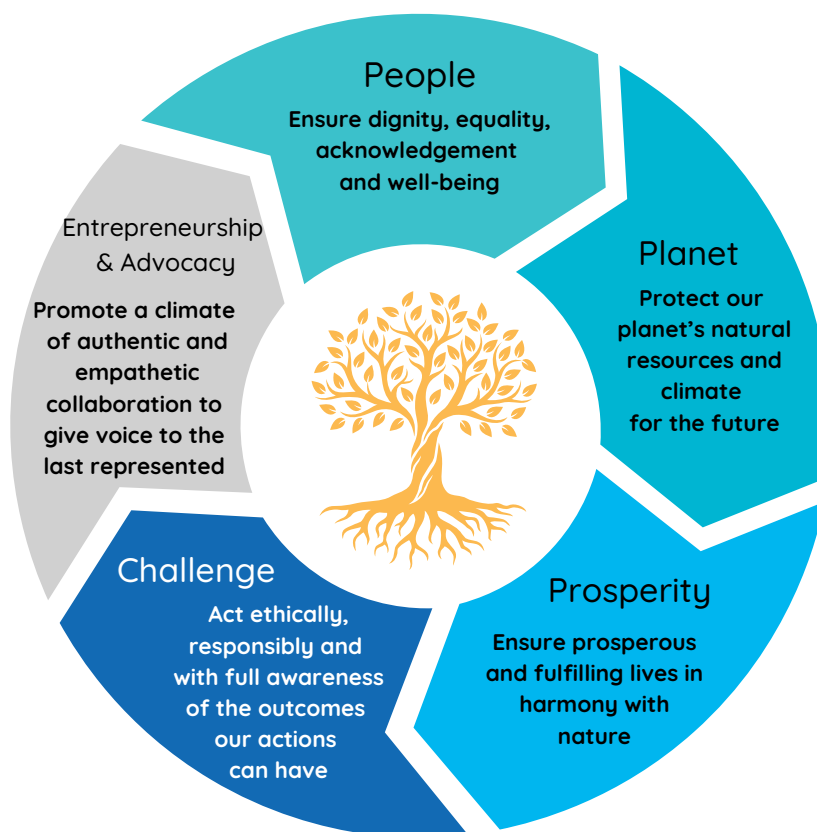 People
Ensure dignity, equality,
acknowledgement
and well-being
Planet
Protect our
planet's natural
resources and
climate
for the future
Prosperity
Ensure prosperous
and fulfilling lives in
harmony with
nature
Challenge
Act ethically,
responsibly and
with full awareness
of the outcomes
our actions
can have
Entrepreneurship
& Advocacy
Promote a climate
of authentic and
empathetic
collaboration to
give voice to the
last represented